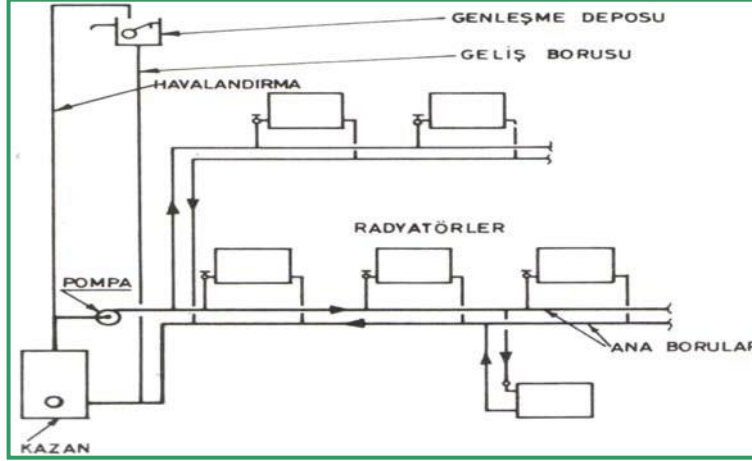 GENLEŞME DEPOSU
GELİŞ BORUSU
HAVALANDIRMA
RADYATÖRLER
POMPA
ANA BORULAR
KAZAN